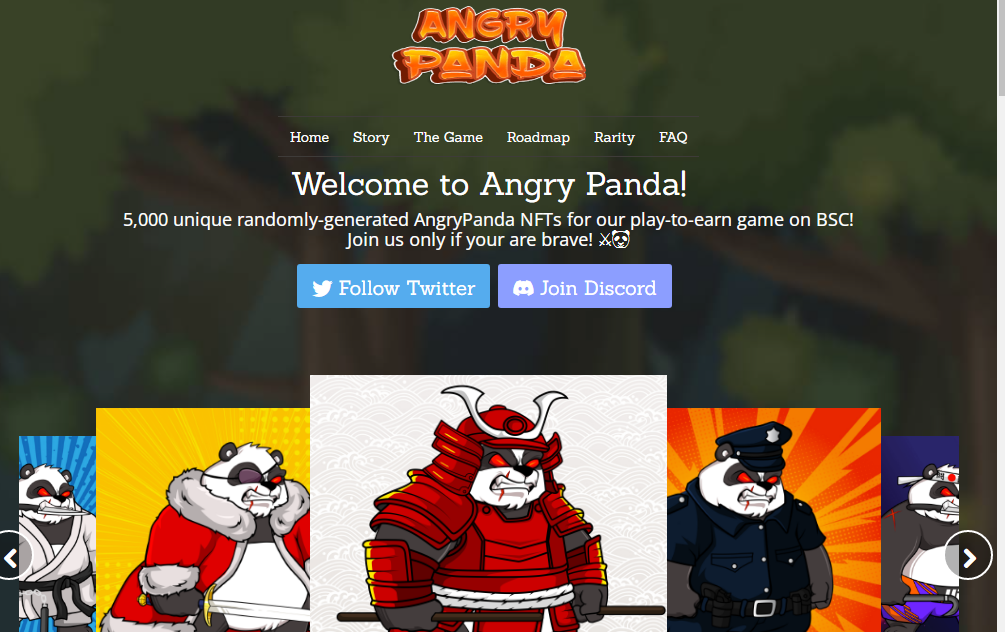 ANGRY
PANDA
Home Story The Game Roadmap Rarity FAQ
Welcome to Angry Panda!
5,000 unique randomly-generated AngryPanda NFTs for our play-to-earn game on BSC!
Join us only if your are brave! ⚔🐼
Follow Twitter Join Discord